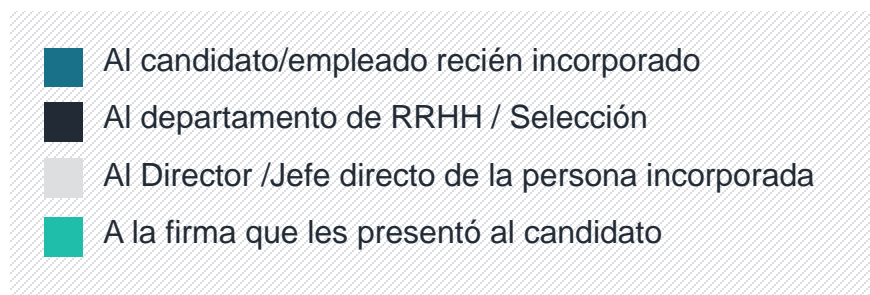 Al candidato/empleado recién incorporado
Al departamento de RRHH / Selección
Al Director /Jefe directo de la persona incorporada
A la firma que les presentó al candidato